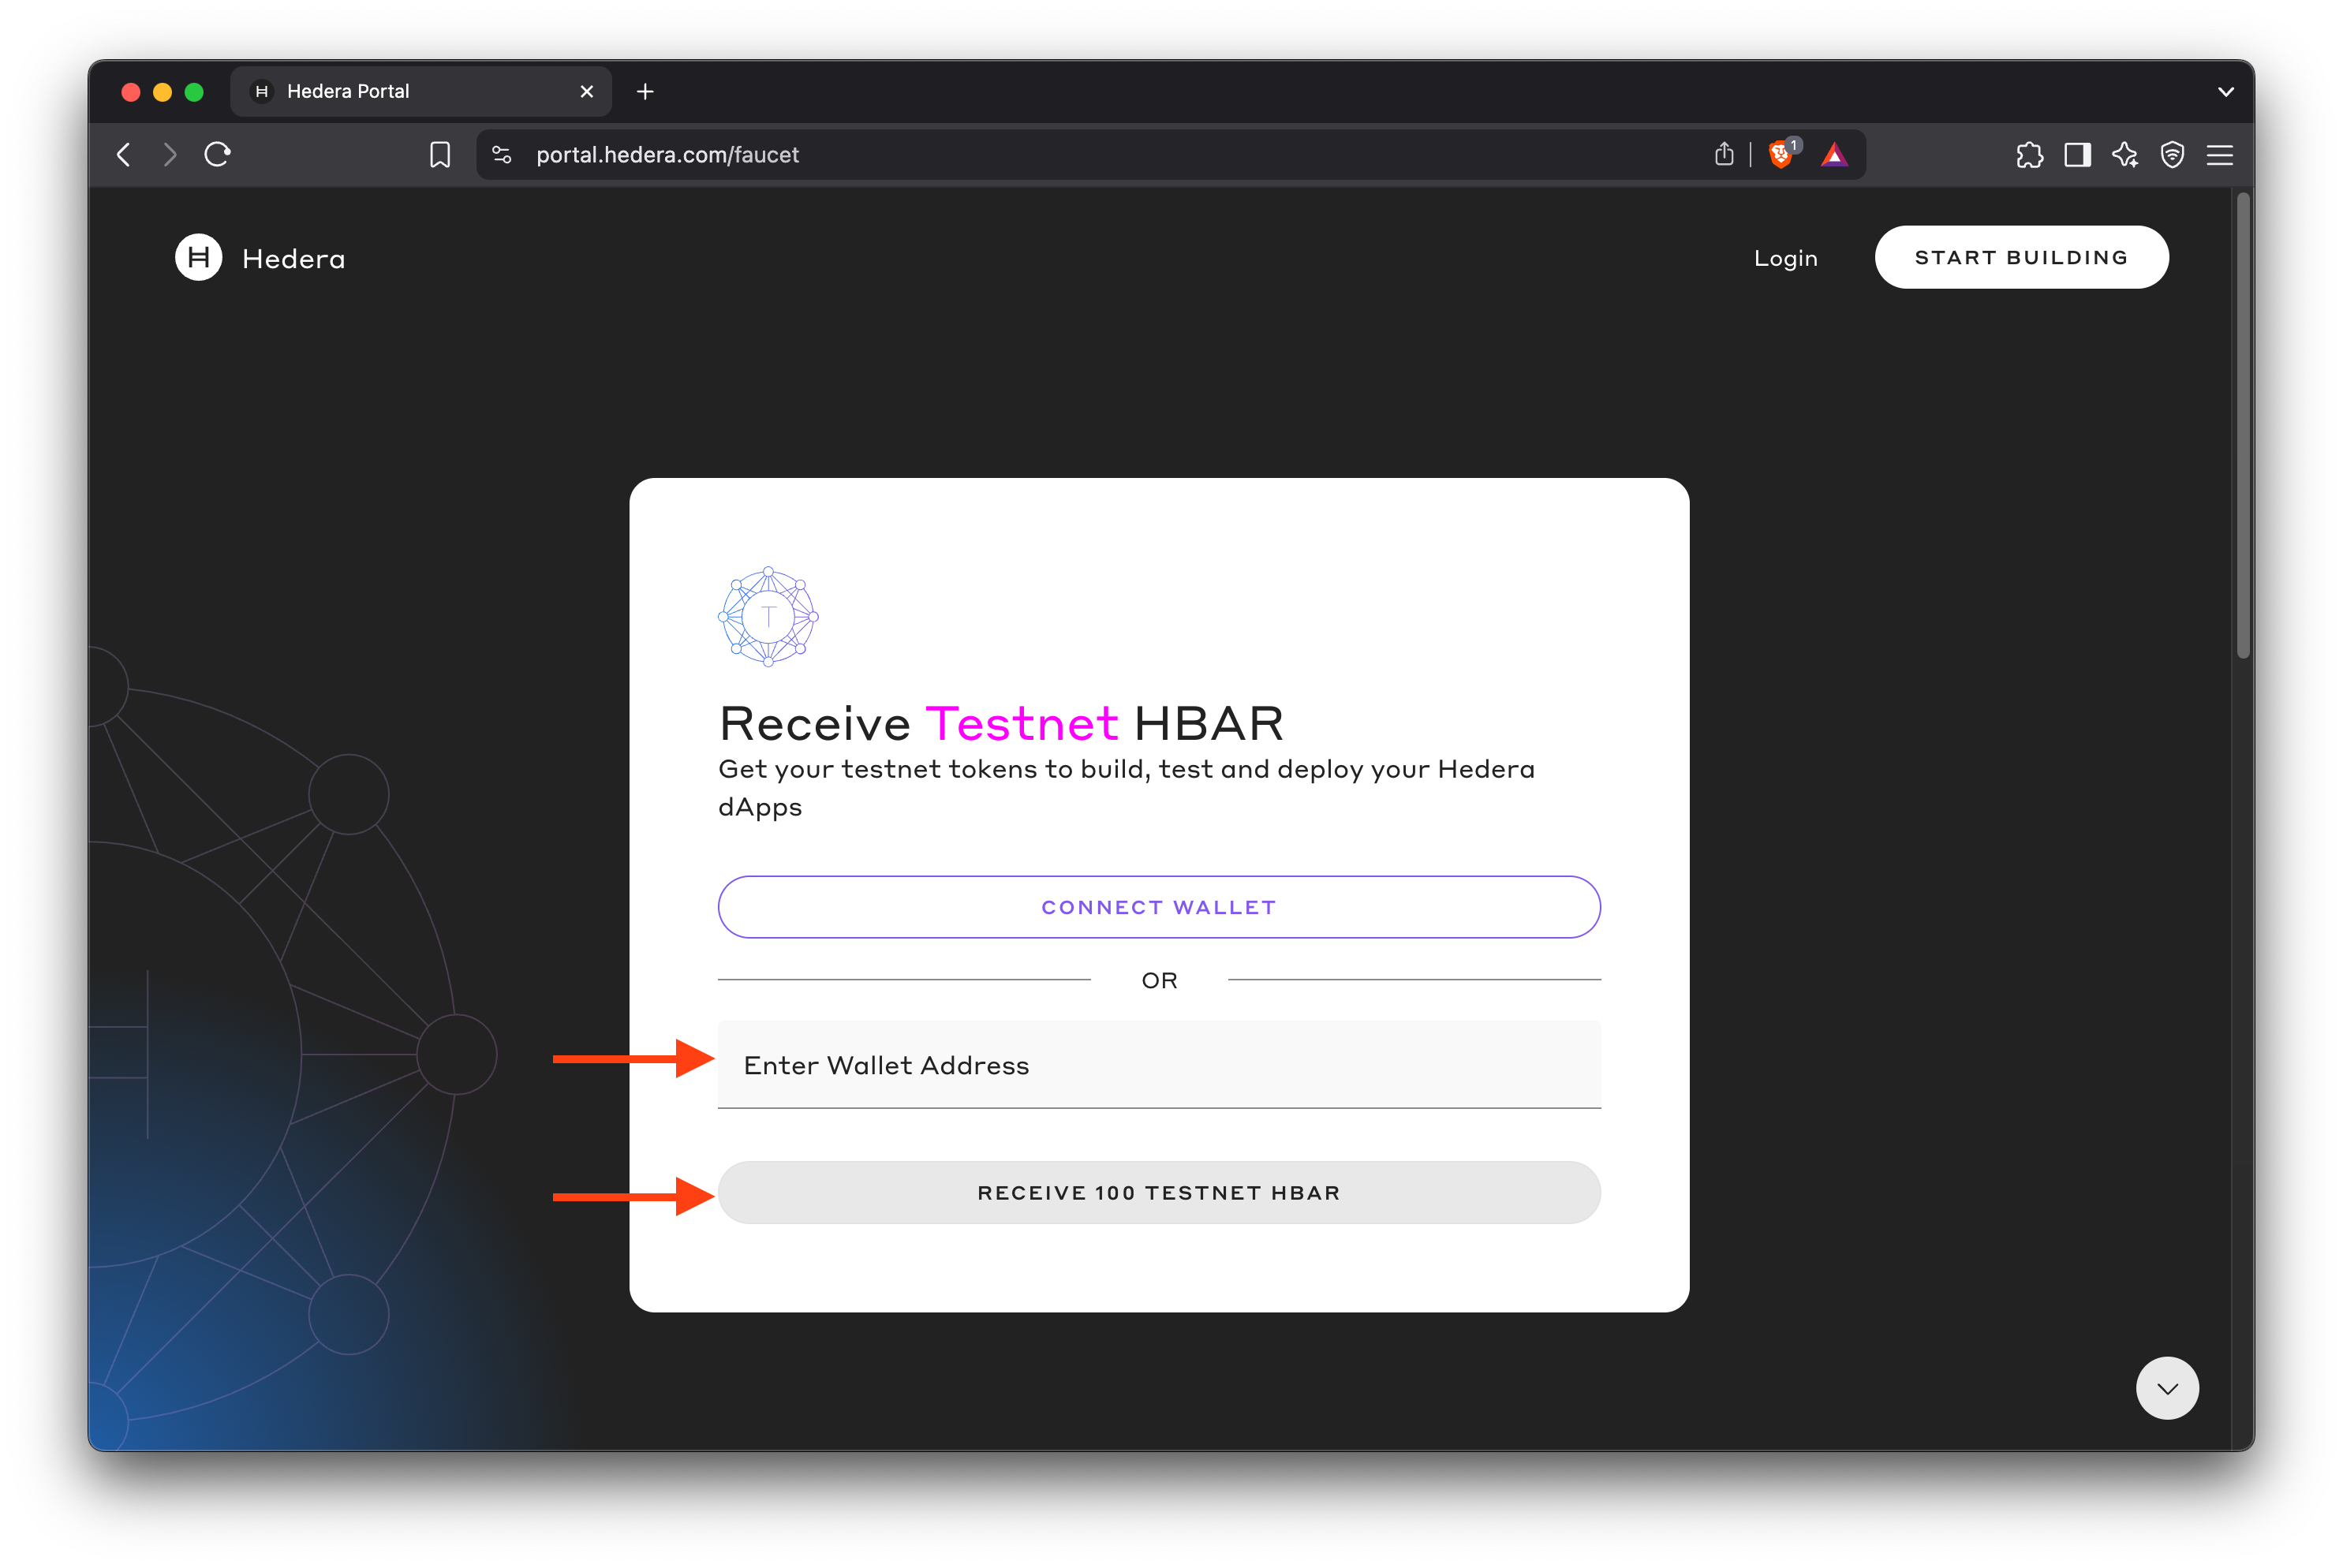 Hedera Portal
portal.hedera.com/faucet
1
Hedera
Login
START BUILDING
T
Receive Testnet HBAR
Get your testnet tokens to build, test and deploy your Hedera
dApps
CONNECT WALLET
OR
Enter Wallet Address
RECEIVE 100 TESTNET HBAR